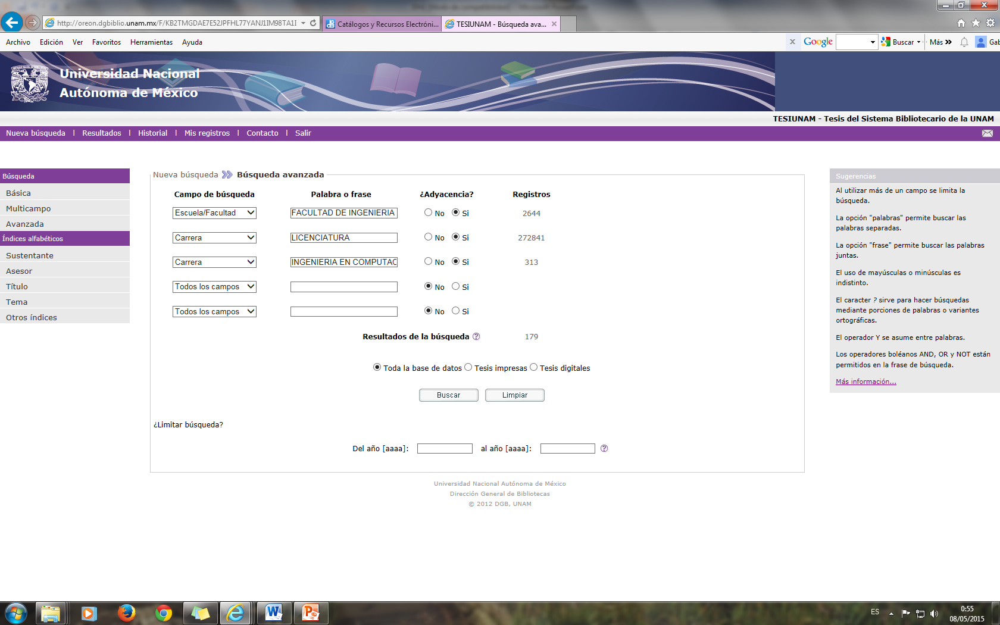 http://oreon.dgbiblio.unam.mx/F/KB2TMGDAE7E52JPFHL77YANJ1IM98TA1I
Catálogos y Recursos Electróni...
TESIUNAM - Búsqueda ava...
Archivo Edición Ver Favoritos Herramientas Ayuda
x Google Buscar Más Gab
Universidad Nacional
Autónoma de México
TESIUNAM - Tesis del Sistema Bibliotecario de la UNAM
Nueva búsqueda | Resultados | Historial | Mis registros | Contacto | Salir
Búsqueda
Básica
Multicampo
Avanzada
Índices alfabéticos
Sustentante
Asesor
Título
Tema
Otros índices
Nueva búsqueda Búsqueda avanzada
Campo de búsqueda Palabra o frase ¿Adyacencia? Registros
Escuela/Facultad FACULTAD DE INGENIERIA No Si 2644
Carrera LICENCIATURA No Si 272841
Carrera INGENIERIA EN COMPUTAC No Si 313
Todos los campos No Si
Todos los campos No Si
Resultados de la búsqueda ? 179
Toda la base de datos Tesis impresas Tesis digitales
Buscar Limpiar
¿Limitar búsqueda?
Del año [aaaa]: al año [aaaa]: ?
Universidad Nacional Autónoma de México
Dirección General de Bibliotecas
© 2012 DGB, UNAM
Sugerencias
Al utilizar más de un campo se limita la
búsqueda.
La opción "palabras" permite buscar las
palabras separadas.
La opción "frase" permite buscar las palabras
juntas.
El uso de mayúsculas o minúsculas es
indistinto.
El caracter ? sirve para hacer búsquedas
mediante porciones de palabras o variantes
ortográficas.
El operador Y se asume entre palabras.
Los operadores boléanos AND, OR y NOT están
permitidos en la frase de búsqueda.
Más información...
ES
0:55
08/05/2015